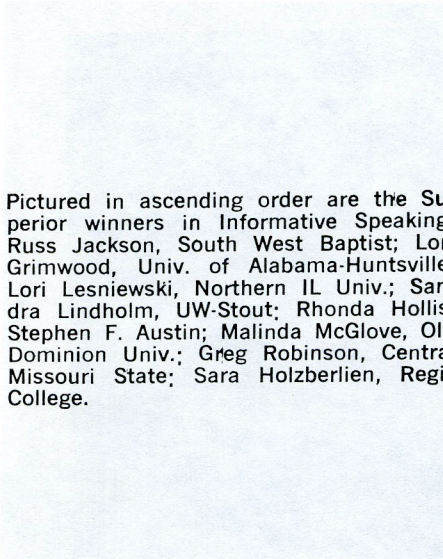 Pictured in ascending order are the Su
perior winners in Informative Speaking
Russ Jackson, South West Baptist; Lor
Grimwood, Univ. of Alabama-Huntsville
Lori Lesniewski, Northern IL Univ.; San
dra Lindholm, UW-Stout; Rhonda Hollis
Stephen F. Austin; Malinda McGlove, Ol
Dominion Univ.; Greg Robinson, Centra
Missouri State; Sara Holzberlien, Regi
College.